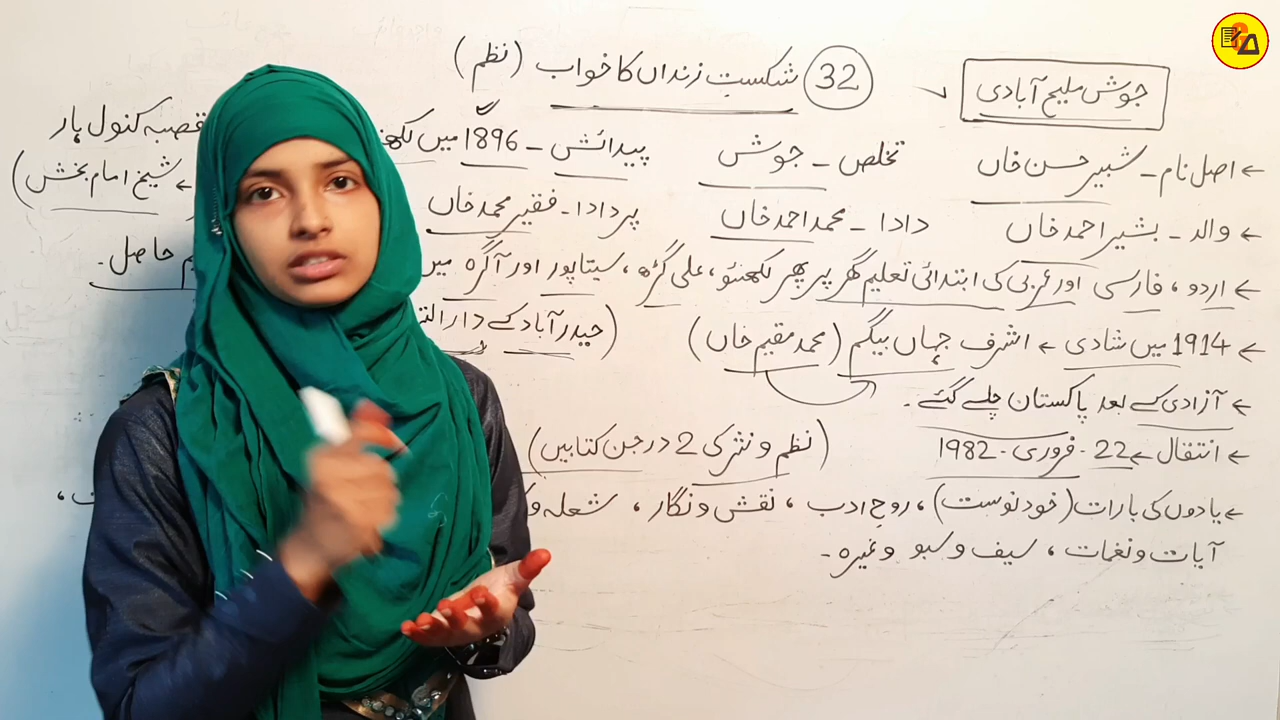 جوش ملیح آبادی
32 شکستِ زنداں کا خواب (نظم)
← اصل نام ـ شبیر حسن خاں تخلص ـ جوش پیدائش ـ 1896 میں قصبہ کنول ہار
← والد ـ بشیر احمد خاں دادا ـ محمد احمد خاں پر دادا ـ فقیر محمد خاں ← شیخ امام بخش)
← اردو ، فارسی اور عربی کی ابتدائی تعلیم گھر پر پھر لکھنؤ، علی گڑھ ، سیتاپور اور آگرہ میں حاصل ـ
← 1914 میں شادی ← اشرف جہاں بیگم (محمد مقیم خاں) (حیدرآباد کے
← آزادی کے بعد پاکستان چلے گئے ـ
← انتقال ← 22 ـ فروری ـ 1982 (نظم و نثر کی 2 درجن کتابیں)
← یادوں کی بارات (خودنوست) ، روحِ ادب ، نقش و نگار ، شعلہ و
آیات و نغمات ، سیف و سبو وغیرہ ـ